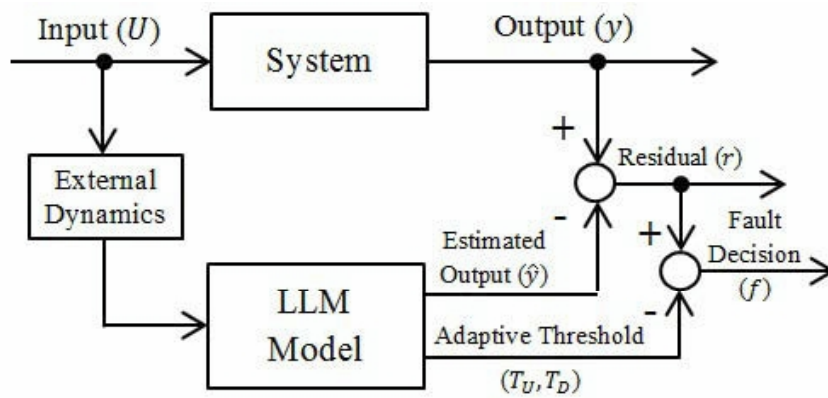 Input (U)
Output (y)
System
+
Residual (r)
External
Dynamics
-
+
Fault
Decision
(f)
Estimated
Output (ŷ)
LLM
Model
-
Adaptive Threshold
(T_U, T_D)